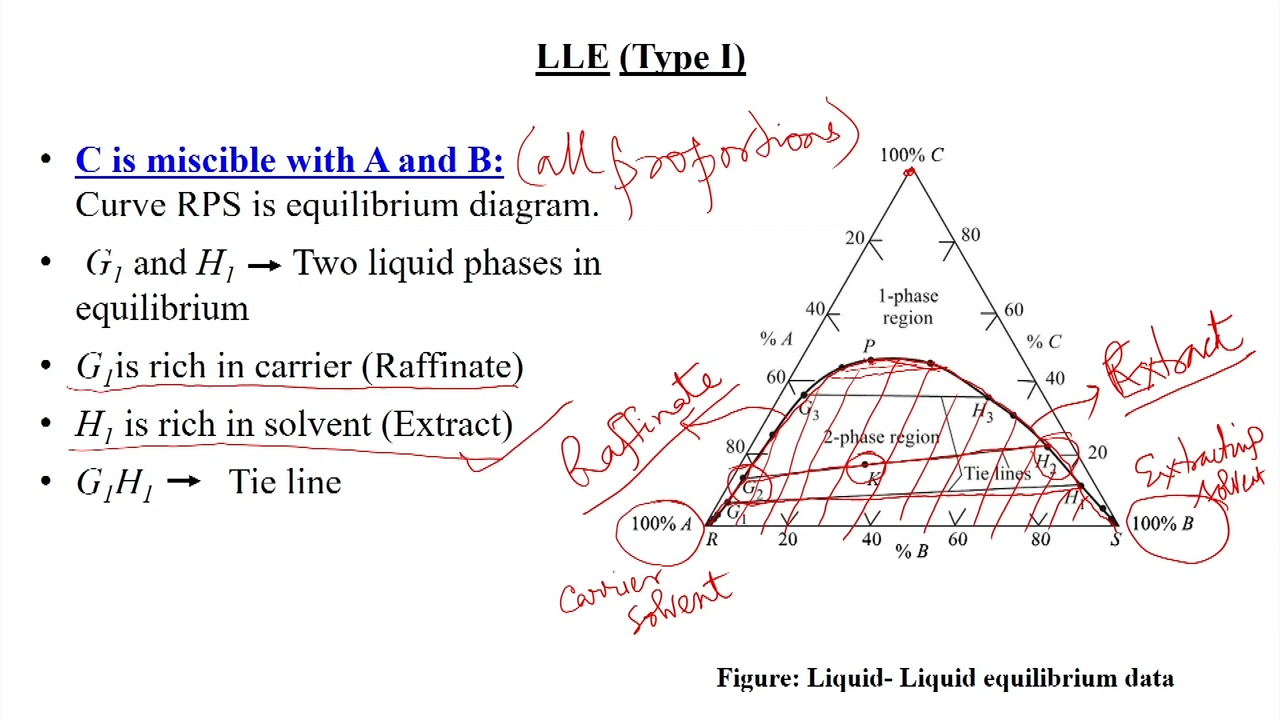 LLE (Type I)
• C is miscible with A and B: (all proportions)
Curve RPS is equilibrium diagram.
• G₁ and H₁ → Two liquid phases in
equilibrium
• G₁is rich in carrier (Raffinate)
• H₁ is rich in solvent (Extract)
• G₁H₁ → Tie line
100% C
20
80
1-phase
region
40
60
% A
% C
P
Extract
60
40
Raffinate
G₃
H₃
2-phase region
80
20
K
Tie lines
H₂
G₂
Extracting
solvent
G₁
H₁
100% A
100% B
R
20
40
60
80
S
% B
Carrier
solvent
Figure: Liquid- Liquid equilibrium data